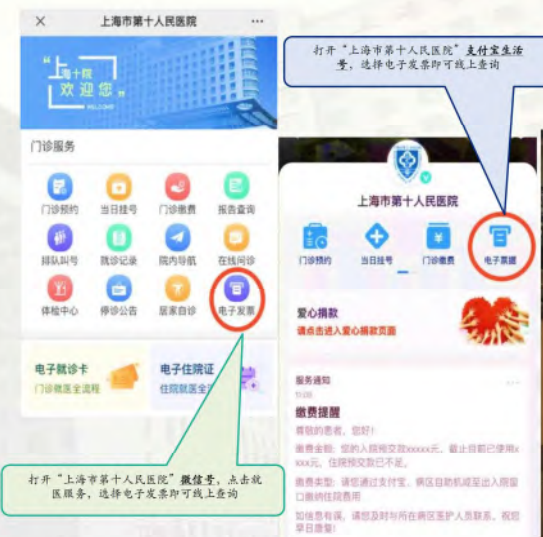 上海市第十人民医院
上海十院
欢迎您
WELCOME
门诊服务
门诊预约 当日挂号 门诊缴费 报告查询
排队叫号 就诊记录 院内导航 在线问诊
体检中心 停诊公告 居家自诊 电子发票
电子就诊卡 电子住院证
门诊就医全流程 住院就医全
打开“上海市第十人民医院”微信号，点击就
医服务，选择电子发票即可线上查询
打开“上海市第十人民医院”支付宝生活
号，选择电子发票即可线上查询
上海市第十人民医院
门诊预约 当日挂号 门诊缴费 电子票据
爱心捐款
请点击进入爱心捐款页面
服务通知
缴费提醒
尊敬的患者，您好！
缴费金额：您的入院预交款xxxxx元，截止目前已使用x
xxx元，住院预交款已不足。
缴费类型：请您通过支付宝、病区自助机或至出入院窗
口缴纳住院费用
如信息有误，请您及时与所在病区医护人员联系，祝您
早日康复!